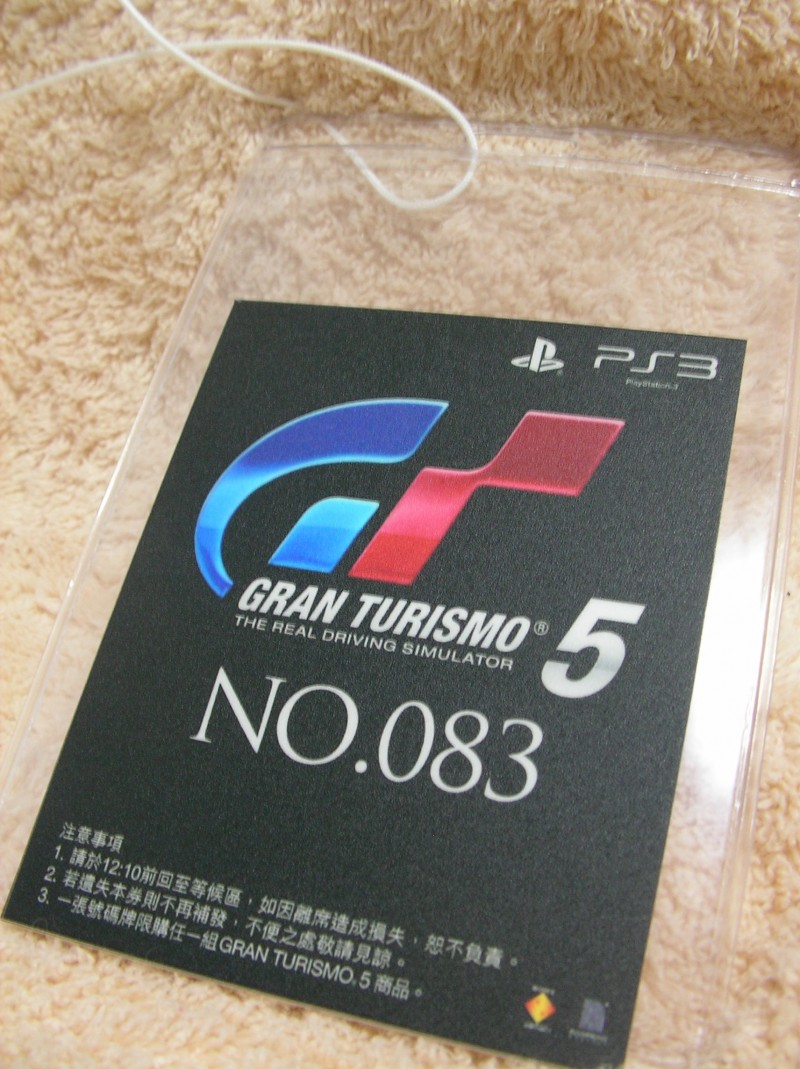 PS3
PlayStation.3
GRAN TURISMO® 5
THE REAL DRIVING SIMULATOR
NO.083
注意事項
1. 請於12:10前回至等候區，如因離席造成損失，恕不負責。
2. 若遺失本券則不再補發，不便之處敬請見諒。
3. 一張號碼牌限購任一組GRAN TURISMO® 5 商品。